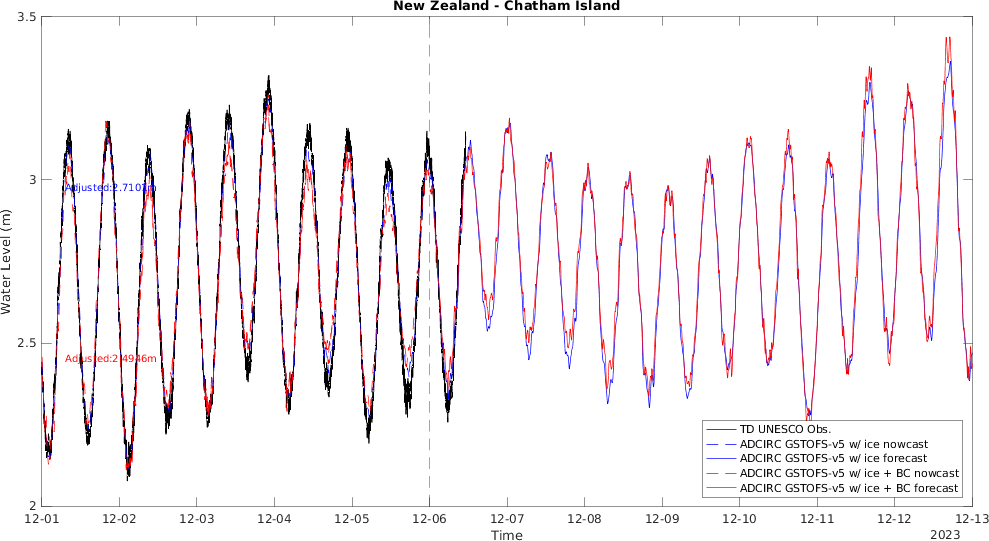 New Zealand - Chatham Island
3.5
3
2.5
2
Water Level (m)
Adjusted:2.7107m
Adjusted:2.4946m
TD UNESCO Obs.
ADCIRC GSTOFS-v5 w/ ice nowcast
ADCIRC GSTOFS-v5 w/ ice forecast
ADCIRC GSTOFS-v5 w/ ice + BC nowcast
ADCIRC GSTOFS-v5 w/ ice + BC forecast
12-01 12-02 12-03 12-04 12-05 12-06 12-07 12-08 12-09 12-10 12-11 12-12 12-13
Time
2023